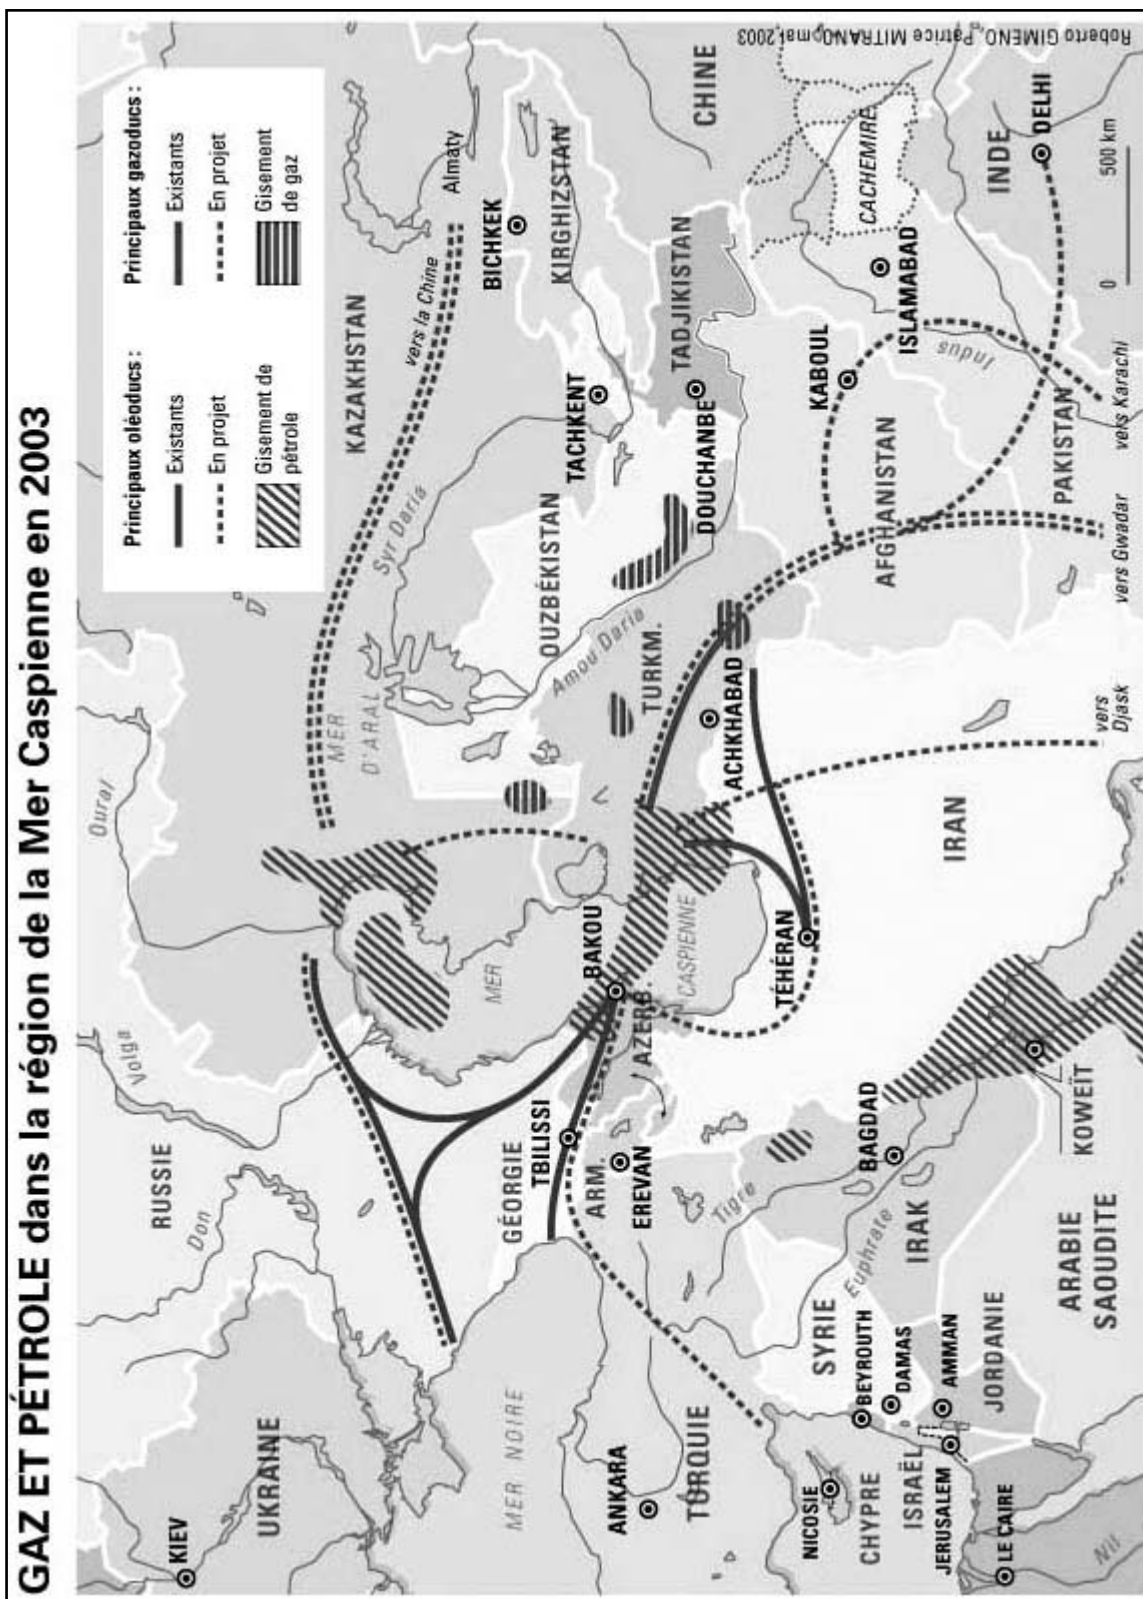 GAZ ET PÉTROLE dans la région de la Mer Caspienne en 2003
Principaux oléoducs :
Existants
En projet
Gisement de
pétrole
Principaux gazoducs :
Existants
En projet
Gisement
de gaz
KIEV
UKRAINE
RUSSIE
Don
Volga
Oural
KAZAKHSTAN
vers la Chine
Almaty
BICHKEK
KIRGHIZSTAN
CHINE
MER
D'ARAL
Syr Daria
TACHKENT
OUZBÉKISTAN
Amou Daria
DOUCHANBE
TADJIKISTAN
MER NOIRE
GÉORGIE
TBILISSI
ARM.
EREVAN
AZERB.
BAKOU
MER
CASPIENNE
TURKM.
ACHKHABAD
ANKARA
TURQUIE
Tigre
TÉHÉRAN
IRAN
AFGHANISTAN
KABOUL
ISLAMABAD
CACHEMIRE
Indus
INDE
DELHI
PAKISTAN
NICOSIE
CHYPRE
SYRIE
BEYROUTH
DAMAS
Euphrate
BAGDAD
IRAK
ISRAËL
JERUSALEM
AMMAN
JORDANIE
LE CAIRE
Nil
ARABIE
SAOUDITE
KOWEÏT
vers
Djask
vers Gwadar
vers Karachi
0 500 km
Roberto GIMENO, Patrice MITRANO, mai 2003